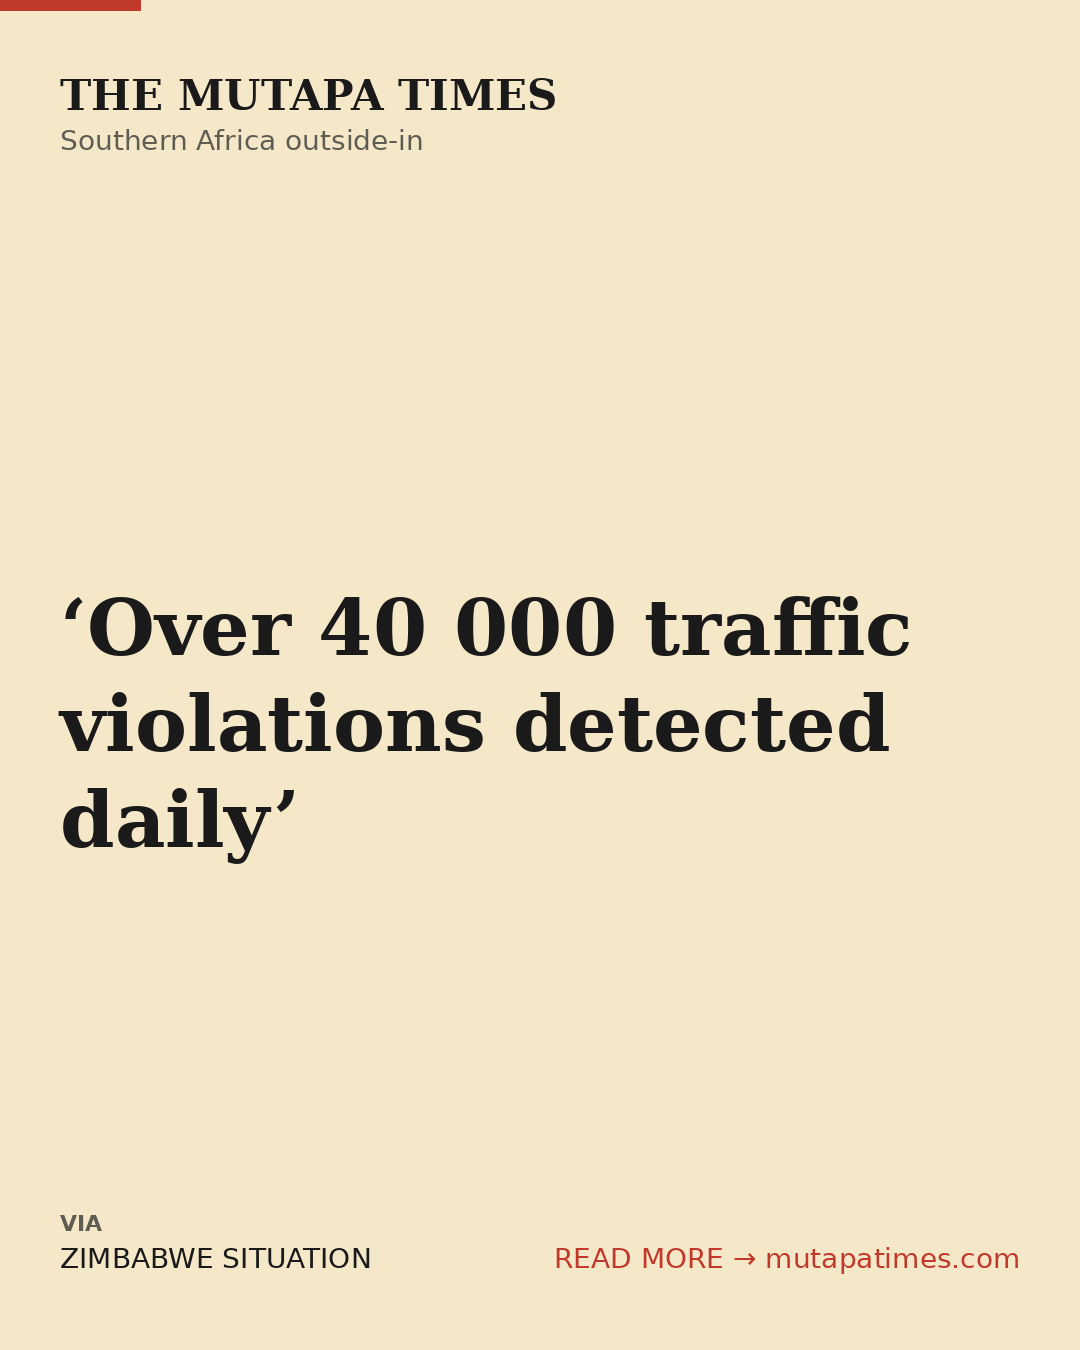 THE MUTAPA TIMES
Southern Africa outside-in
‘Over 40 000 traffic
violations detected
daily’
VIA
ZIMBABWE SITUATION
READ MORE → mutapatimes.com